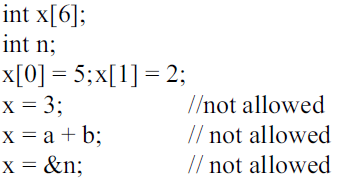 int x[6];
int n;
x[0] = 5;x[1] = 2;
x = 3; //not allowed
x = a + b; // not allowed
x = &n; // not allowed